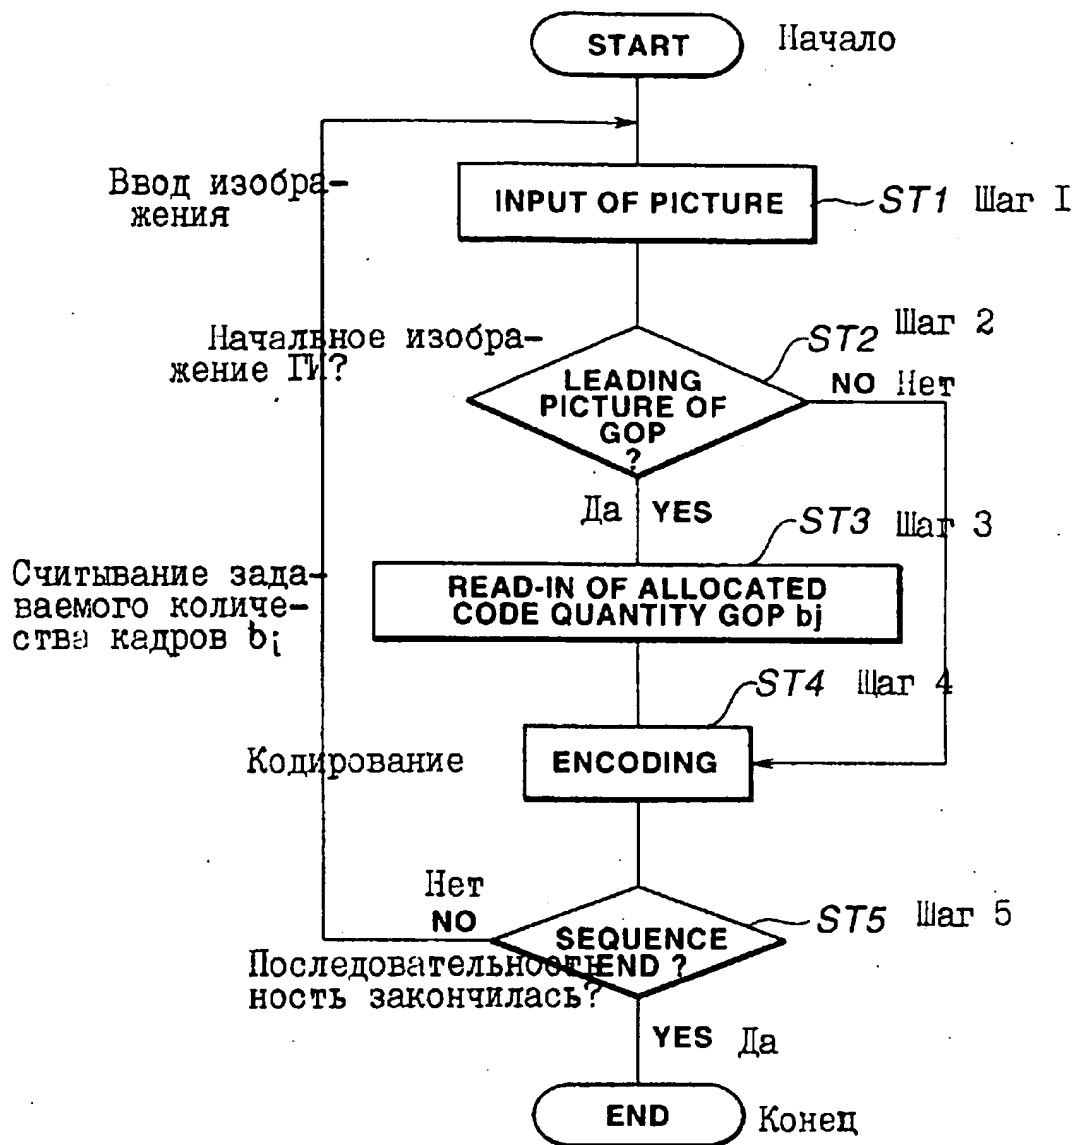 START Начало
Ввод изобра-
жения
INPUT OF PICTURE
ST1 Шаг I
Начальное изобра-
жение ГИ?
LEADING
PICTURE OF
GOP
?
ST2 Шаг 2
NO Нет
Да YES
ST3 Шаг 3
Считывание зада-
ваемого количе-
ства кадров bi
READ-IN OF ALLOCATED
CODE QUANTITY GOP bj
ST4 Щаг 4
Кодирование
ENCODING
Нет
NO
SEQUENCE
END ?
ST5 Шаг 5
Последовательность
ность закончилась?
YES Да
END Конец